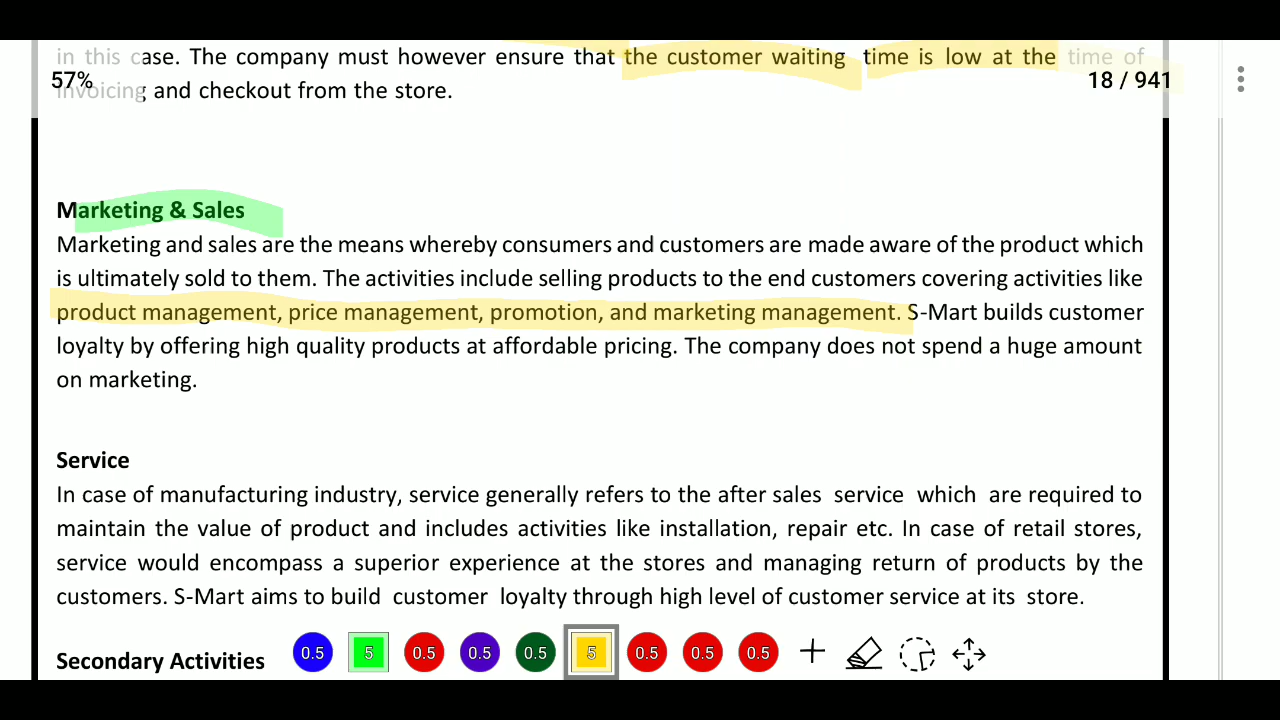 in this case. The company must however ensure that the customer waiting time is low at the time of
57%
18 / 941
invoicing and checkout from the store.
Marketing & Sales
Marketing and sales are the means whereby consumers and customers are made aware of the product which
is ultimately sold to them. The activities include selling products to the end customers covering activities like
product management, price management, promotion, and marketing management. S-Mart builds customer
loyalty by offering high quality products at affordable pricing. The company does not spend a huge amount
on marketing.
Service
In case of manufacturing industry, service generally refers to the after sales service which are required to
maintain the value of product and includes activities like installation, repair etc. In case of retail stores,
service would encompass a superior experience at the stores and managing return of products by the
customers. S-Mart aims to build customer loyalty through high level of customer service at its store.
Secondary Activities
0.5 5 0.5 0.5 0.5 5 0.5 0.5 0.5